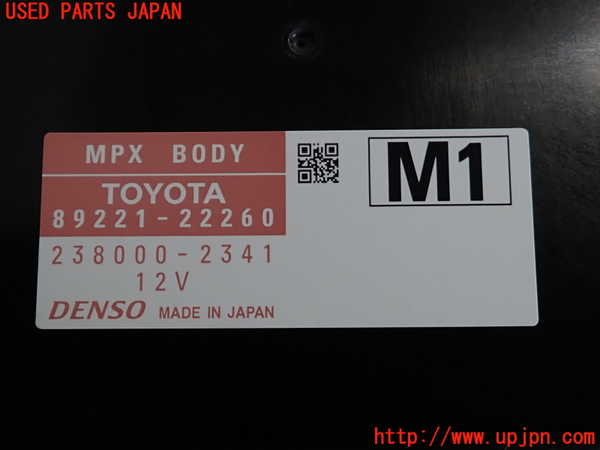 USED PARTS JAPAN
MPX BODY
TOYOTA
89221-22260
238000-2341
12V
DENSO MADE IN JAPAN
M1
http://www.upjpn.com/